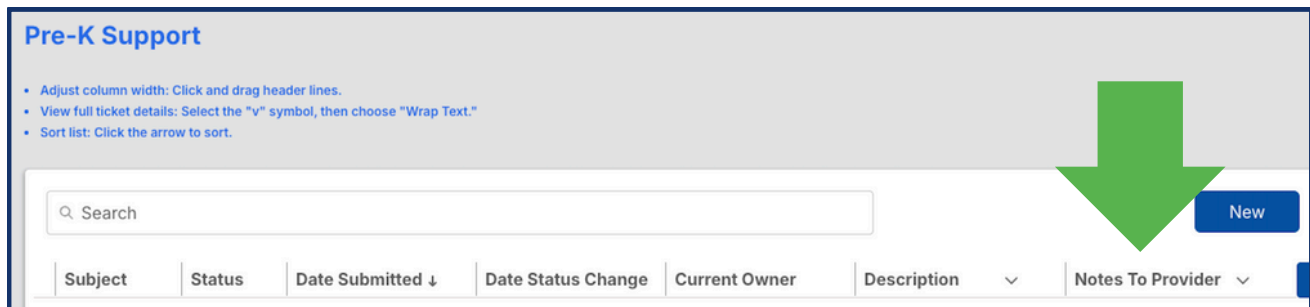 Pre-K Support
• Adjust column width: Click and drag header lines.
• View full ticket details: Select the "v" symbol, then choose "Wrap Text."
• Sort list: Click the arrow to sort.
Search
New
Subject Status Date Submitted ↓ Date Status Change Current Owner Description Notes To Provider